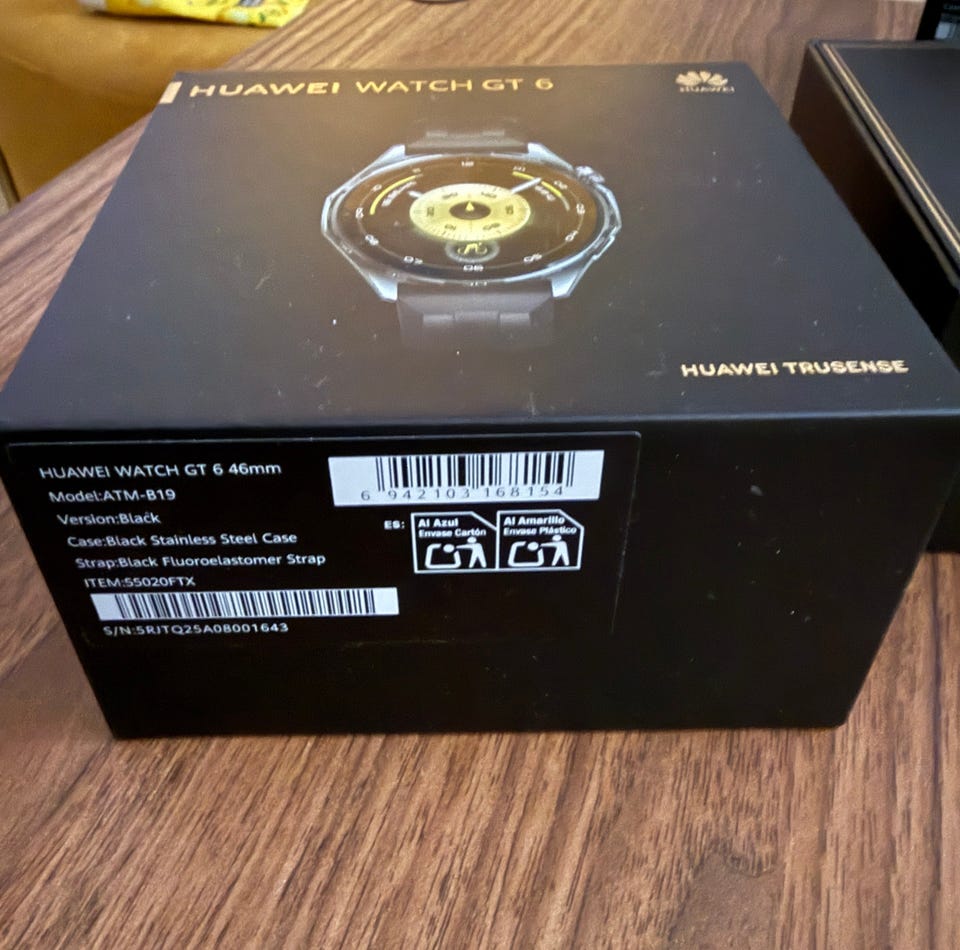 HUAWEI WATCH GT 6
HUAWEI
12
06
HUAWEI TRUSENSE
HUAWEI WATCH GT 6 46mm
Model:ATM-B19
Version:Black
Case:Black Stainless Steel Case
Strap:Black Fluoroelastomer Strap
ITEM:55020FTX
S/N:5RJTQ25A08001643
6 942103 168154
ES:
Al Azul
Envase Cartón
Al Amarillo
Envase Plástico